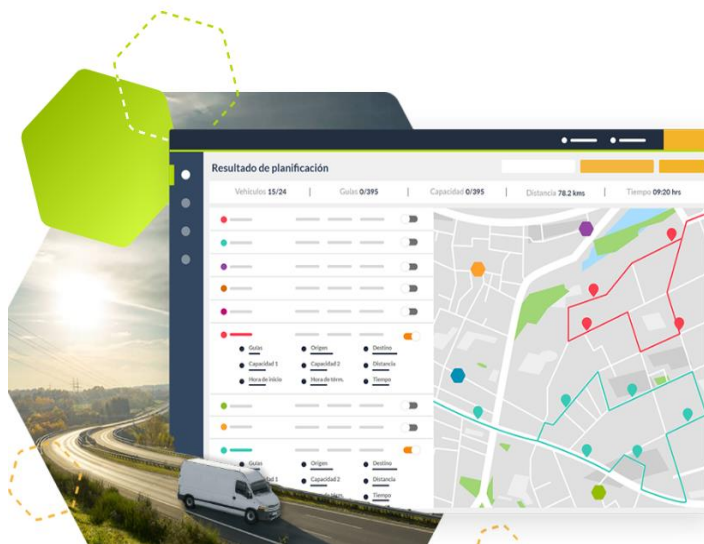 Resultado de planificación
Vehículos 15/24 | Guías 0/395 | Capacidad 0/395 | Distancia 78.2 kms | Tiempo 09:20 hrs
Guías Origen Destino
Capacidad 1 Capacidad 2 Distancia
Hora de inicio Hora de térm. Tiempo
Guías Origen Destino
d 1 Capacidad 2 Distancia
de térm. Tiempo